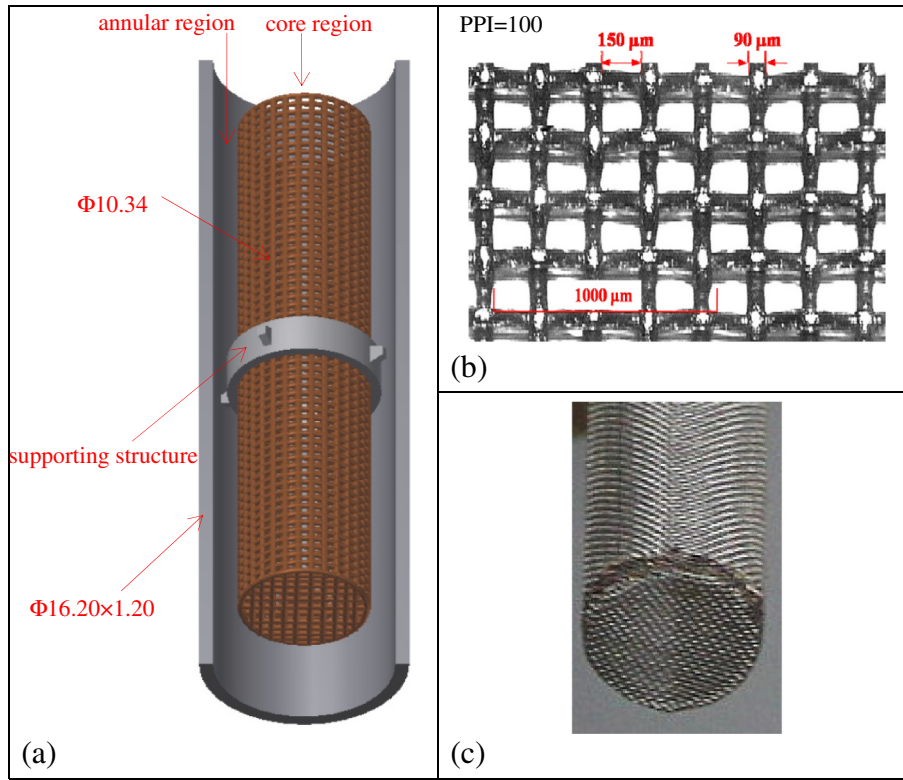 annular region
core region
Φ10.34
supporting structure
Φ16.20×1.20
(a)
PPI=100
150 μm
90 μm
1000 μm
(b)
(c)